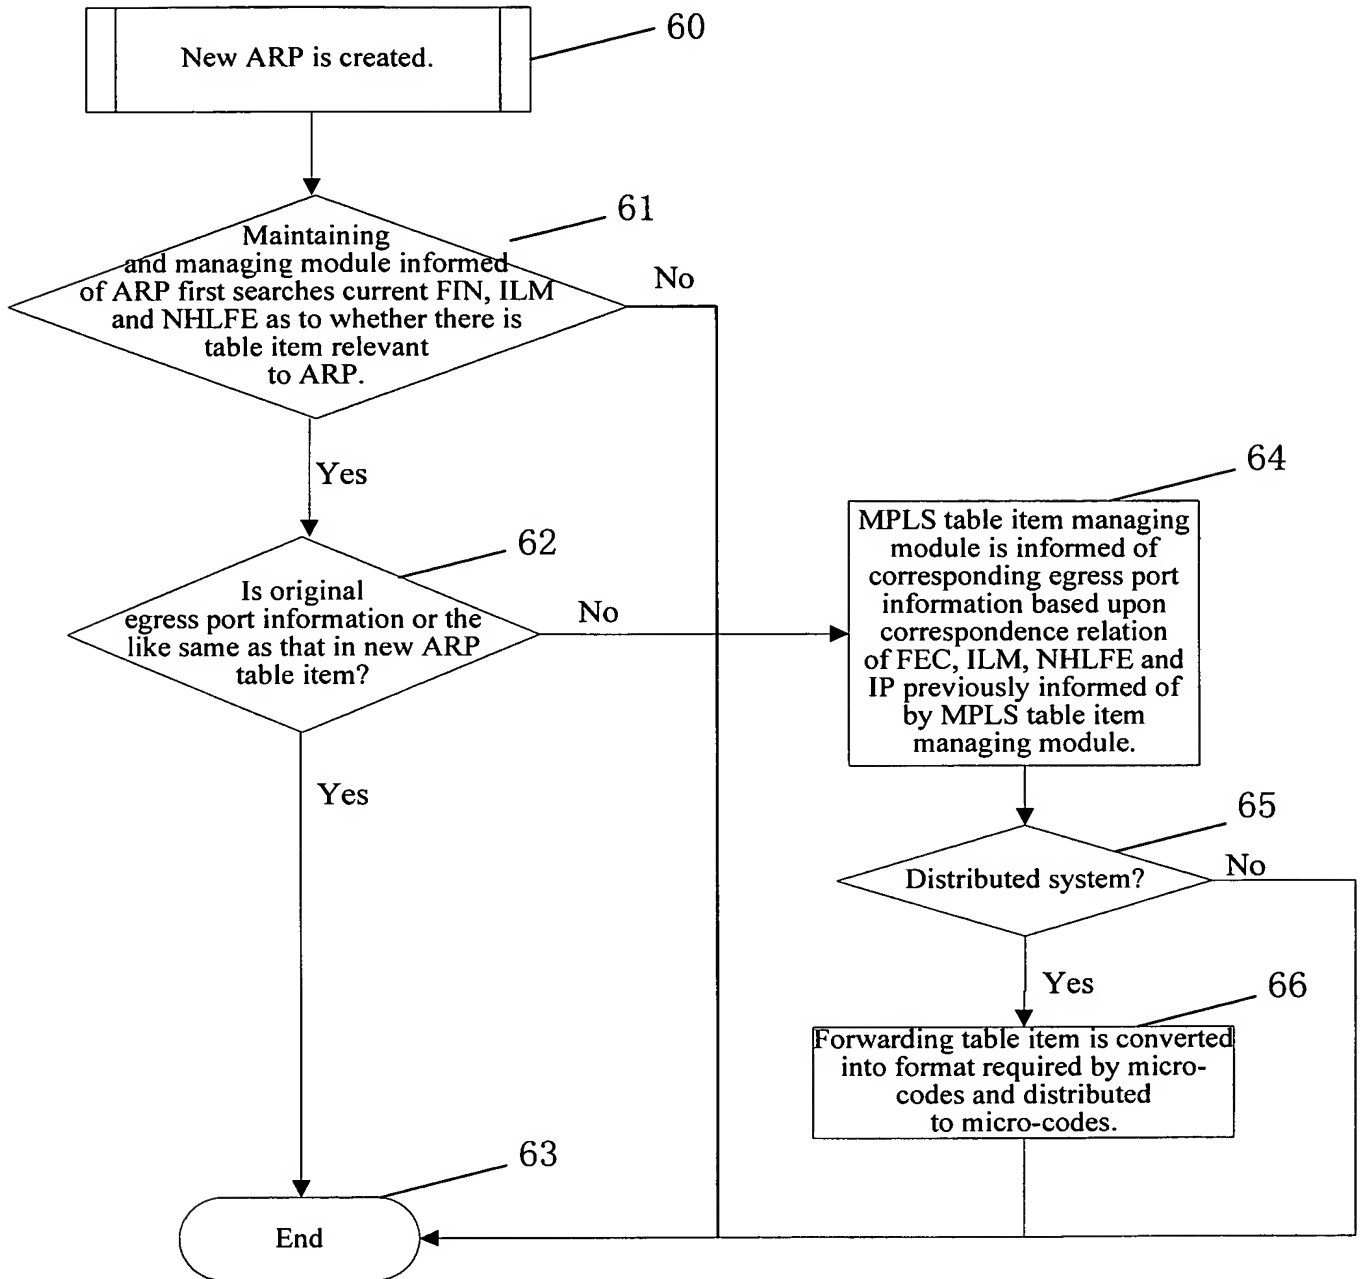 New ARP is created.
60
Maintaining
and managing module informed
of ARP first searches current FIN, ILM
and NHLFE as to whether there is
table item relevant
to ARP.
61
No
Yes
Is original
egress port information or the
like same as that in new ARP
table item?
62
No
Yes
64
MPLS table item managing
module is informed of
corresponding egress port
information based upon
correspondence relation
of FEC, ILM, NHLFE and
IP previously informed of
by MPLS table item
managing module.
65
Distributed system?
No
Yes
66
Forwarding table item is converted
into format required by micro-
codes and distributed
to micro-codes.
63
End